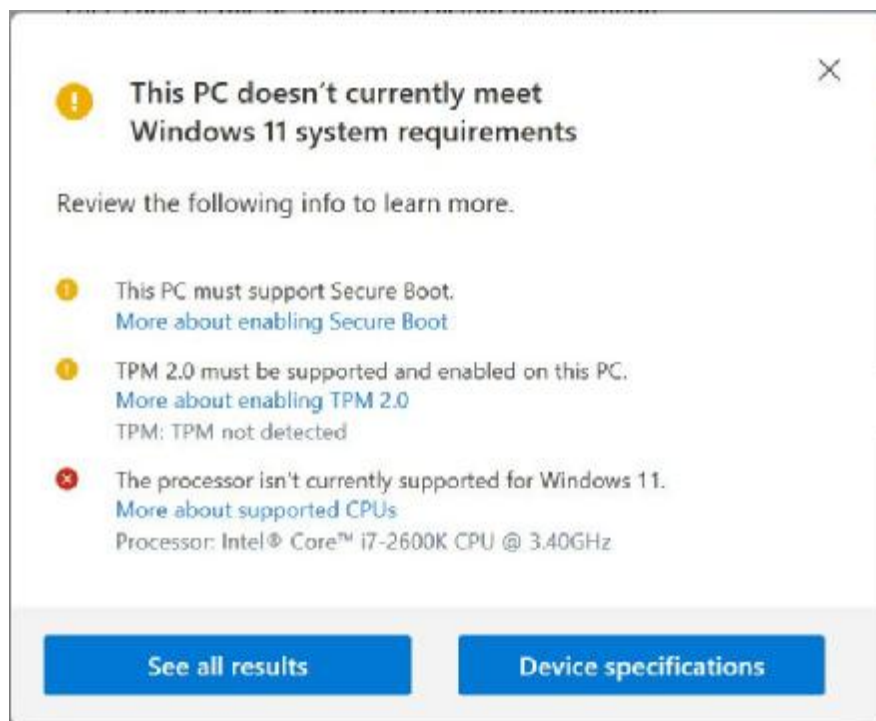 This PC doesn't currently meet
Windows 11 system requirements
Review the following info to learn more.
This PC must support Secure Boot.
More about enabling Secure Boot
TPM 2.0 must be supported and enabled on this PC.
More about enabling TPM 2.0
TPM: TPM not detected
The processor isn't currently supported for Windows 11.
More about supported CPUs
Processor: Intel® Core™ i7-2600K CPU @ 3.40GHz
See all results
Device specifications